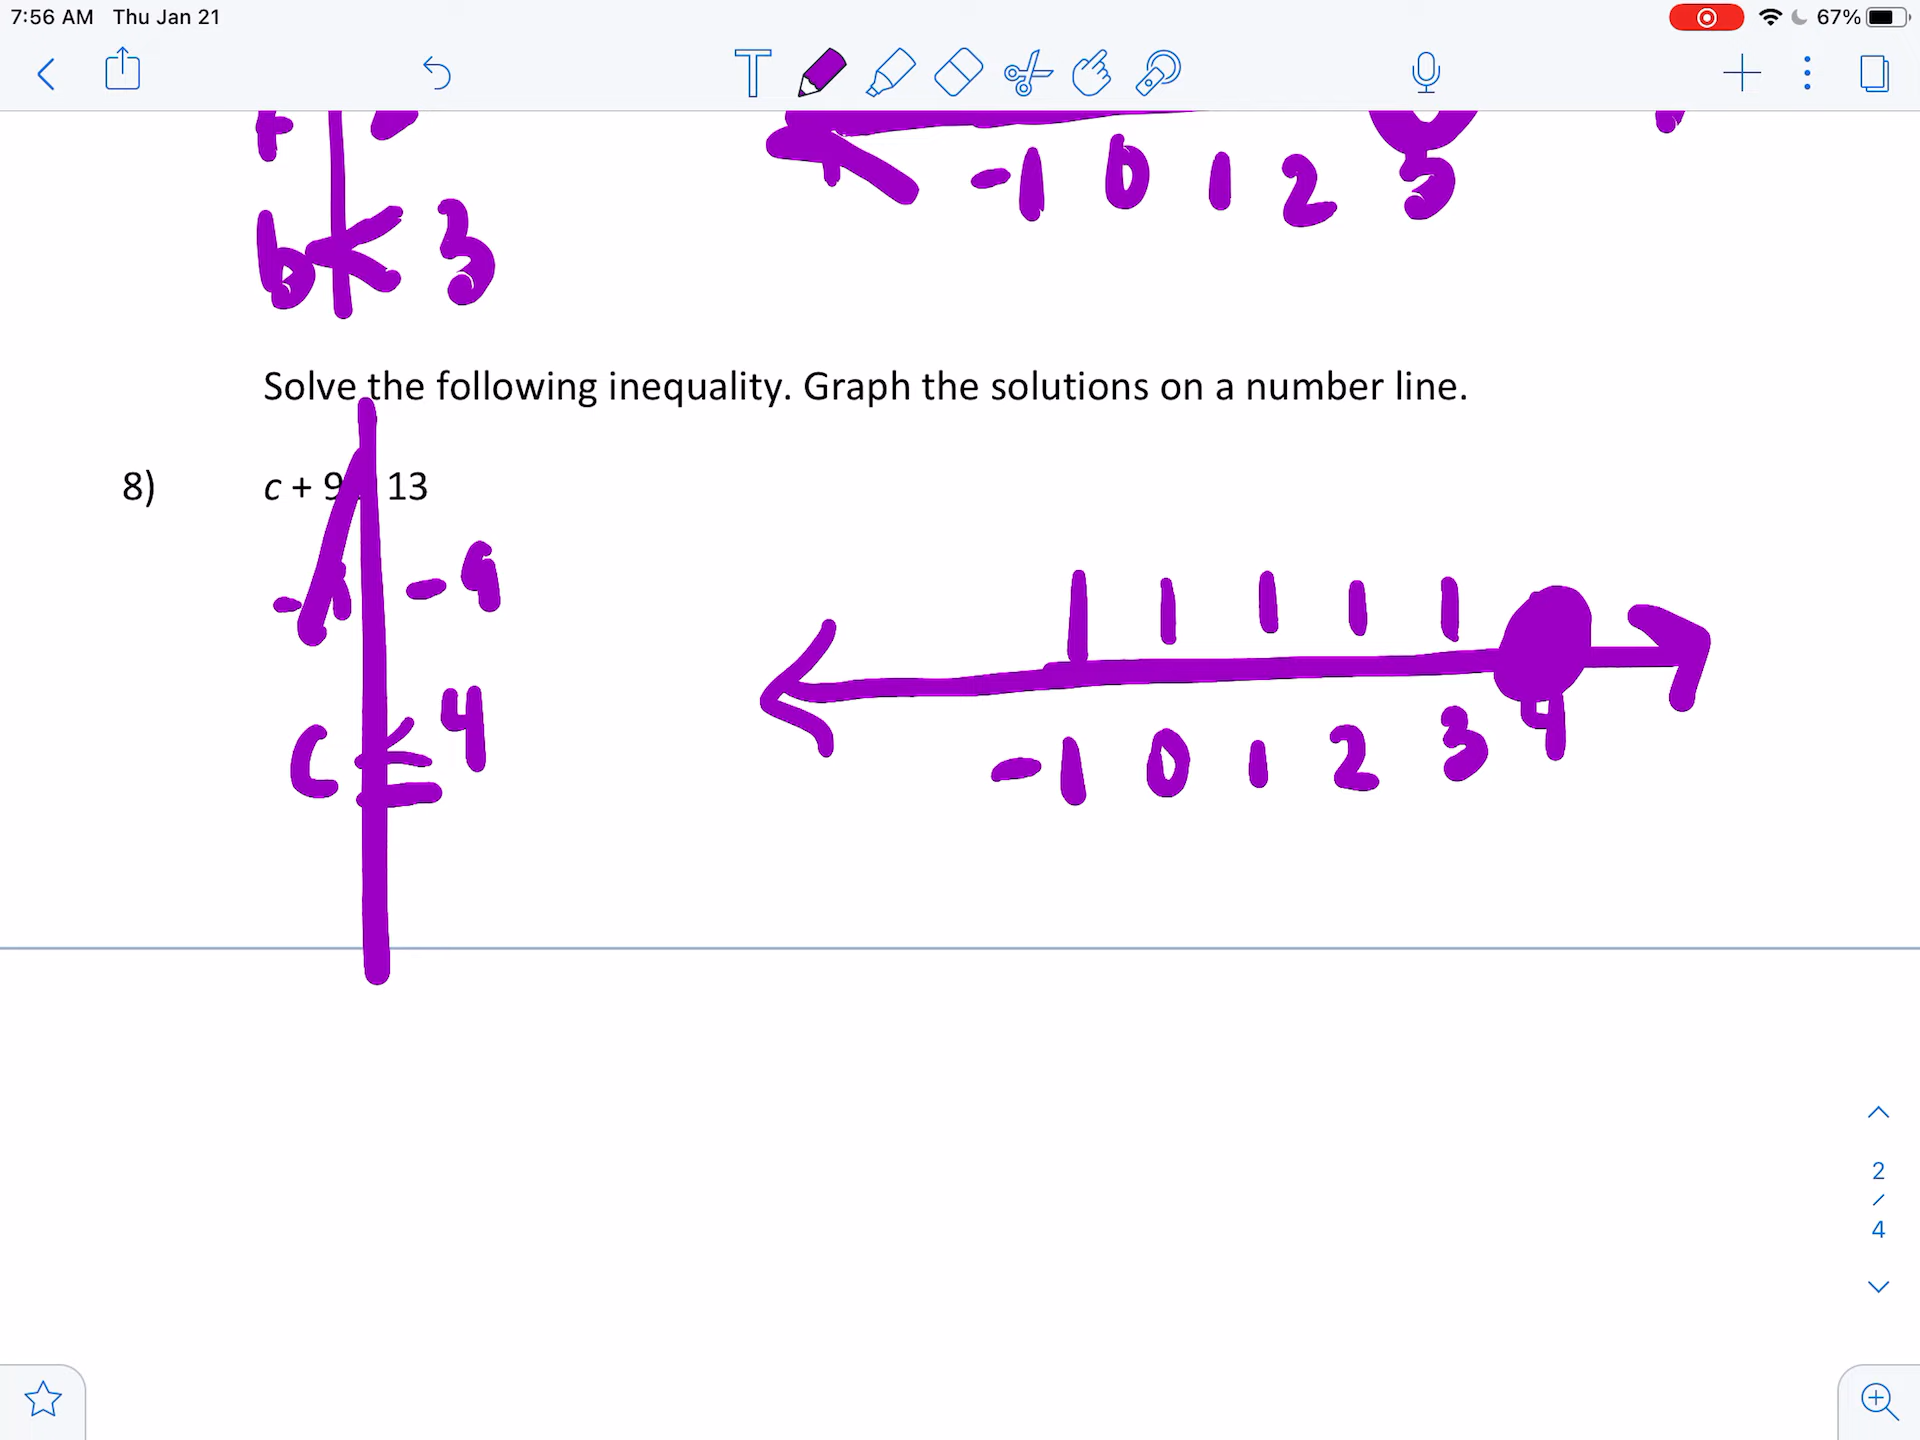 7:56 AM Thu Jan 21
67%
-1 0 1 2 3
b < 3
Solve the following inequality. Graph the solutions on a number line.
8) c + 9 13
- 9
c ≤ 4
-1 0 1 2 3 4
2
/
4